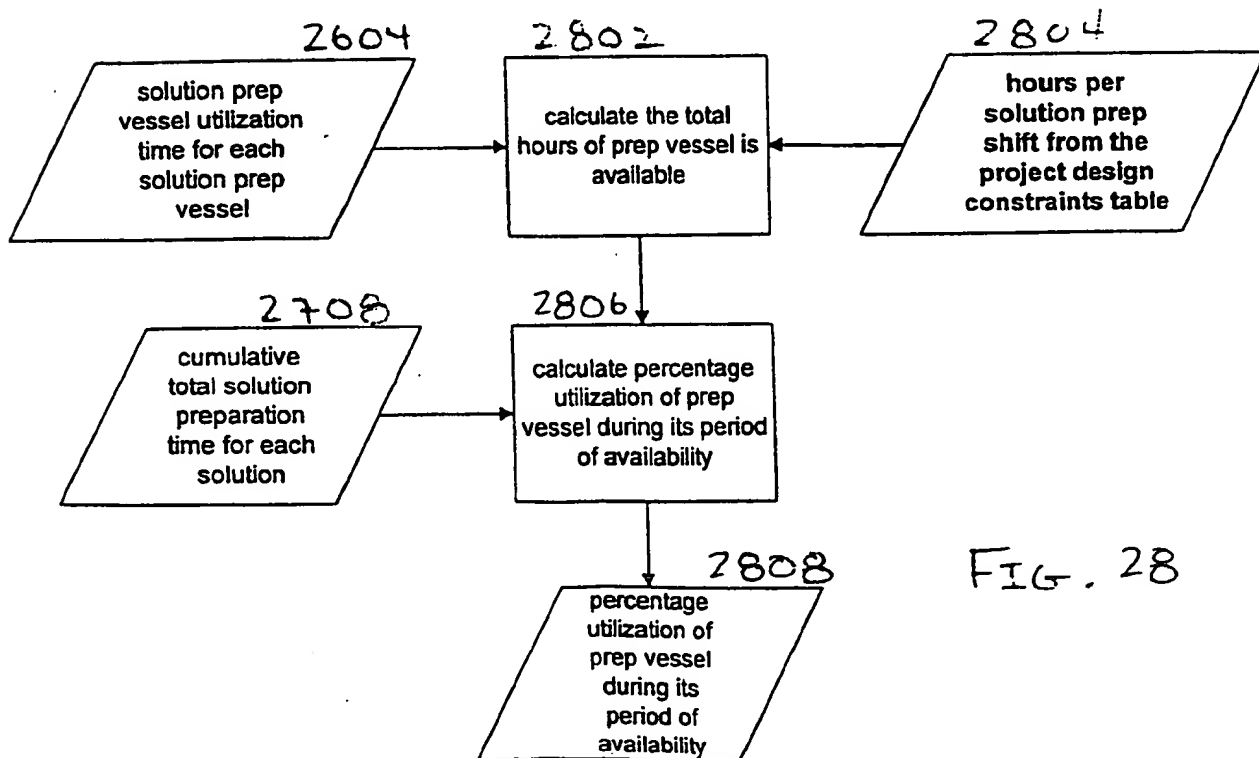 2604
solution prep
vessel utilization
time for each
solution prep
vessel
2802
calculate the total
hours of prep vessel is
available
2804
hours per
solution prep
shift from the
project design
constraints table
2708
cumulative
total solution
preparation
time for each
solution
2806
calculate percentage
utilization of prep
vessel during its period
of availability
2808
percentage
utilization of
prep vessel
during its
period of
availability
FIG. 28